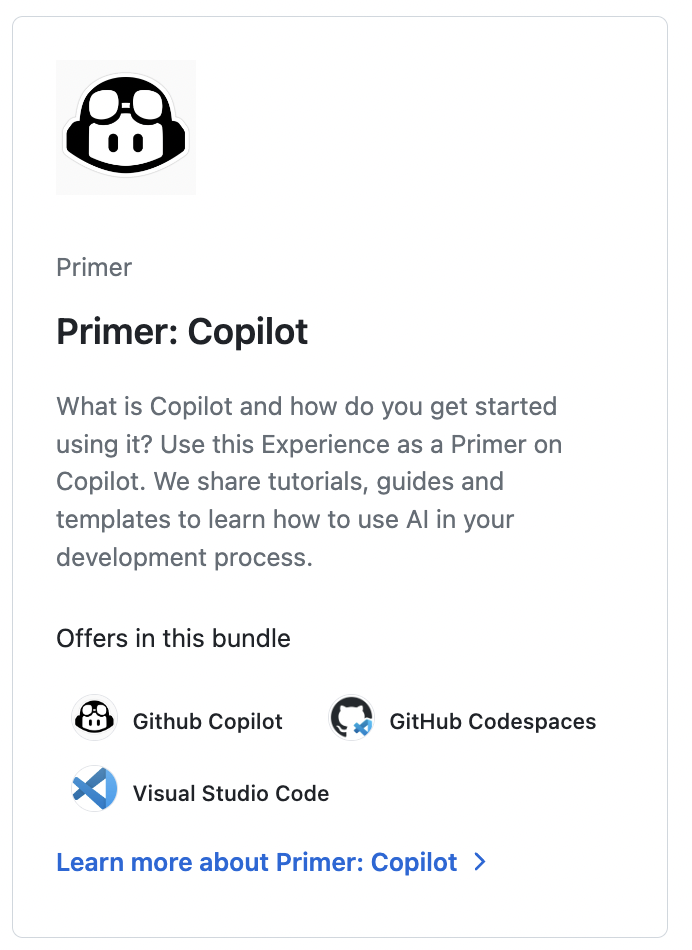 Primer
Primer: Copilot
What is Copilot and how do you get started
using it? Use this Experience as a Primer on
Copilot. We share tutorials, guides and
templates to learn how to use AI in your
development process.
Offers in this bundle
Github Copilot
GitHub Codespaces
Visual Studio Code
Learn more about Primer: Copilot